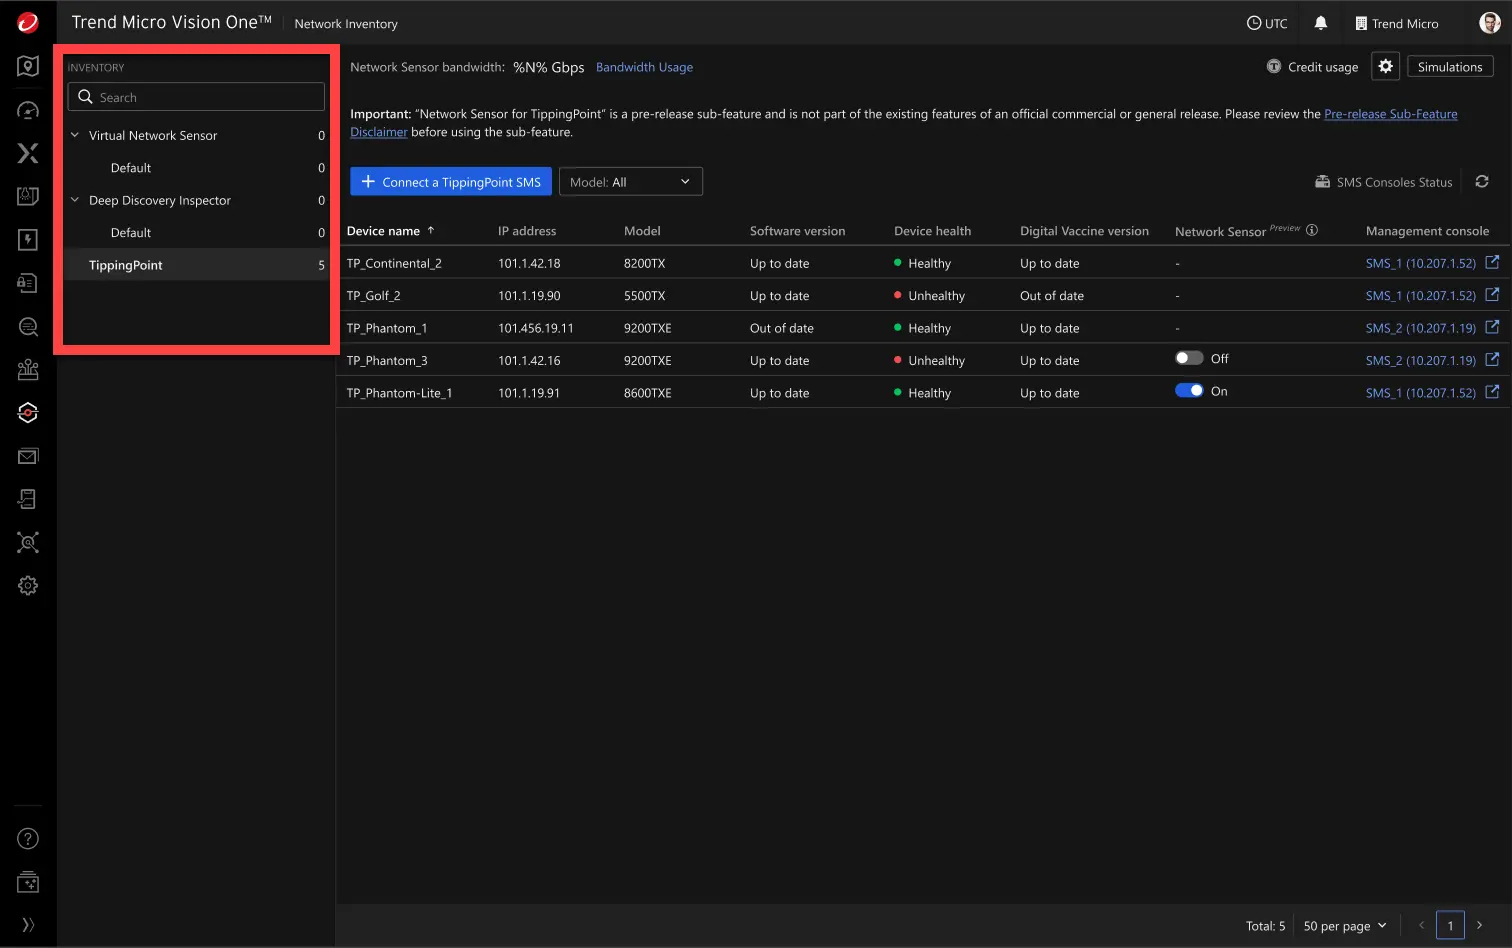 Trend Micro Vision One™ Network Inventory UTC Trend Micro
INVENTORY
Search
Virtual Network Sensor 0
Default 0
Deep Discovery Inspector 0
Default 0
TippingPoint 5
Network Sensor bandwidth: %N% Gbps Bandwidth Usage Credit usage Simulations
Important: "Network Sensor for TippingPoint" is a pre-release sub-feature and is not part of the existing features of an official commercial or general release. Please review the Pre-release Sub-Feature
Disclaimer before using the sub-feature.
Connect a TippingPoint SMS Model: All SMS Consoles Status
Device name IP address Model Software version Device health Digital Vaccine version Network Sensor Preview Management console
TP_Continental_2 101.1.42.18 8200TX Up to date Healthy Up to date - SMS_1 (10.207.1.52)
TP_Golf_2 101.1.19.90 5500TX Up to date Unhealthy Out of date - SMS_1 (10.207.1.52)
TP_Phantom_1 101.456.19.11 9200TXE Out of date Healthy Up to date - SMS_2 (10.207.1.19)
TP_Phantom_3 101.1.42.16 9200TXE Up to date Unhealthy Up to date Off SMS_2 (10.207.1.19)
TP_Phantom-Lite_1 101.1.19.91 8600TXE Up to date Healthy Up to date On SMS_1 (10.207.1.52)
Total: 5 50 per page 1